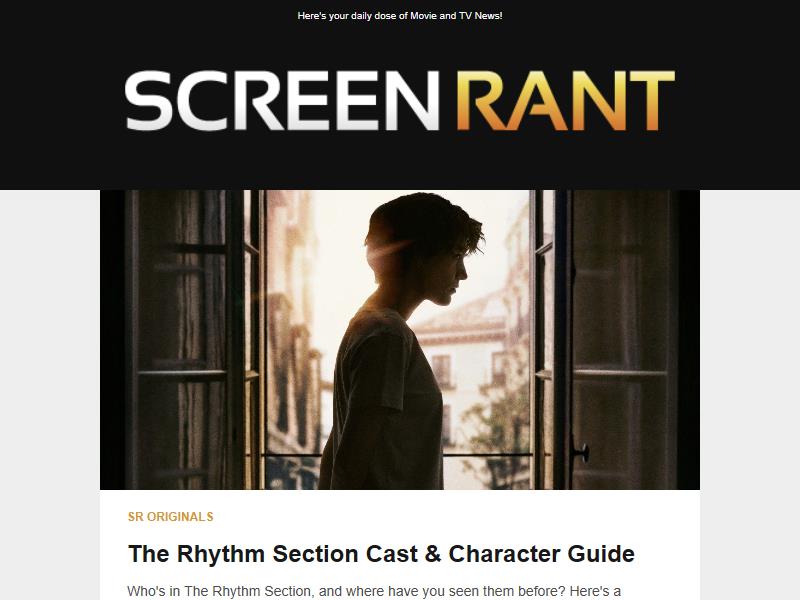 Here's your daily dose of Movie and TV News!
SCREEN RANT
SR ORIGINALS
The Rhythm Section Cast & Character Guide
Who's in The Rhythm Section, and where have you seen them before? Here's a